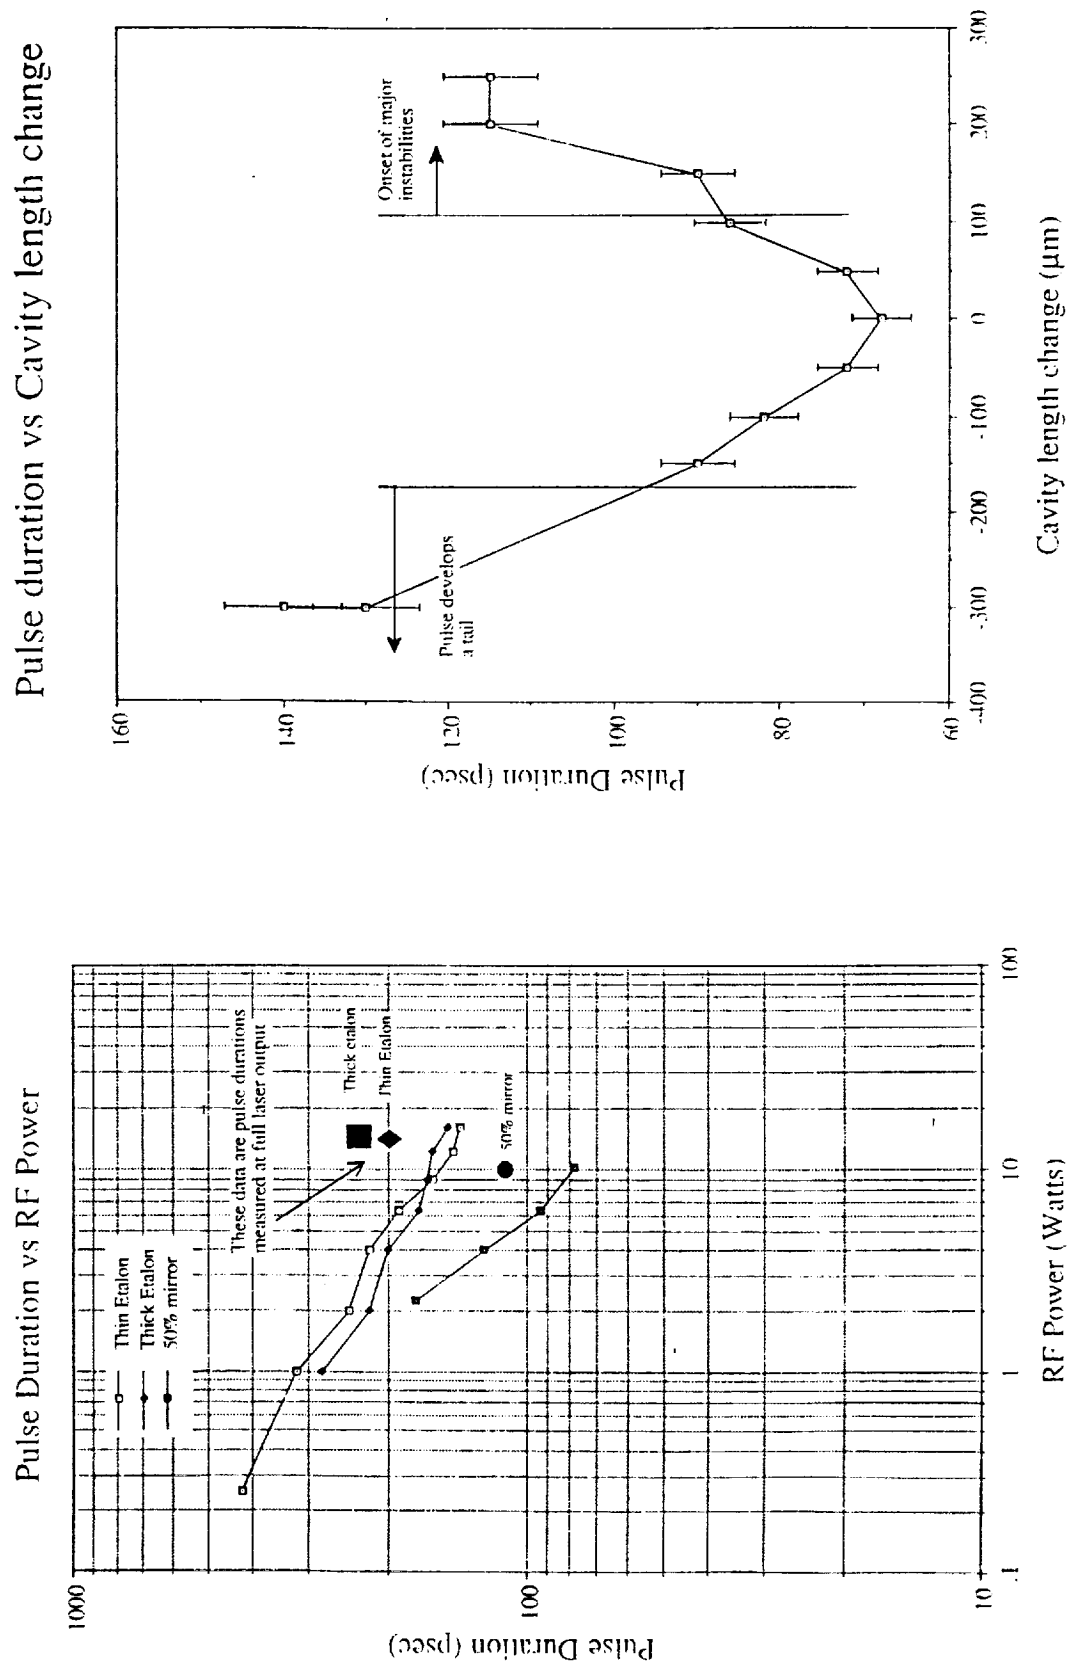 Pulse Duration vs RF Power
Thin Etalon
Thick Etalon
50% mirror
These data are pulse durations
measured at full laser output
Thick etalon
Thin Etalon
50% mirror
1000
100
10
Pulse Duration (psec)
.1
1
10
100
RF Power (Watts)
Pulse duration vs Cavity length change
160
140
120
100
80
60
Pulse Duration (psec)
Pulse develops
a tail
Onset of major
instabilities
-400
-300
-200
-100
0
100
200
300
Cavity length change (µm)